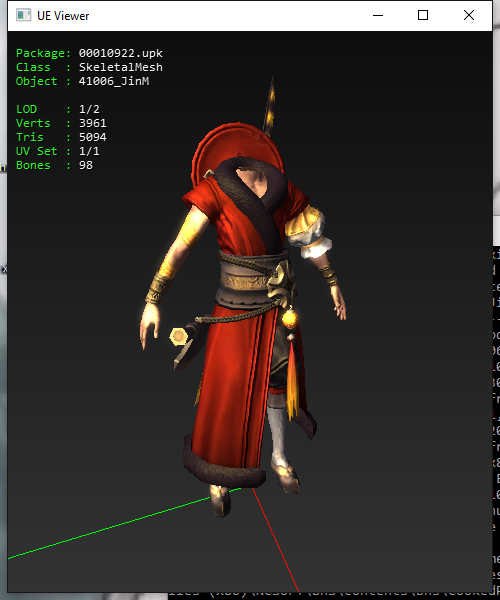 UE Viewer
Package: 00010922.upk
Class : SkeletalMesh
Object : 41006_JinM
LOD : 1/2
Verts : 3961
Tris : 5094
UV Set : 1/1
Bones : 98